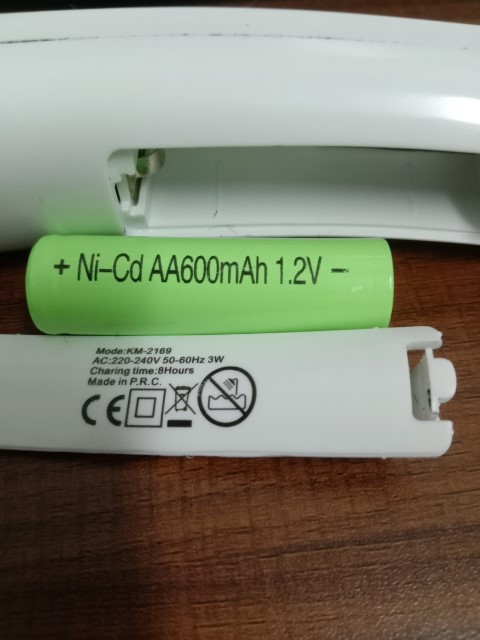 + Ni-Cd AA600mAh 1.2V -
Mode:KM-2169
AC:220-240V 50-60Hz 3W
Charing time:8Hours
Made in P.R.C.
CE